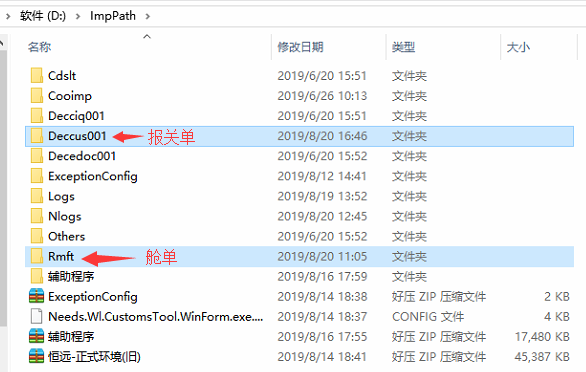 软件 (D:) > ImpPath >
名称 修改日期 类型 大小
Cdslt 2019/6/20 15:51 文件夹
Cooimp 2019/6/26 10:13 文件夹
Decciq001 2019/6/20 15:51 文件夹
Deccus001 报关单 2019/8/20 16:46 文件夹
Decedoc001 2019/6/20 15:52 文件夹
ExceptionConfig 2019/8/12 14:41 文件夹
Logs 2019/8/19 13:52 文件夹
Nlogs 2019/8/20 12:45 文件夹
Others 2019/6/20 15:52 文件夹
Rmft 舱单 2019/8/20 11:05 文件夹
辅助程序 2019/8/16 17:59 文件夹
ExceptionConfig 2019/8/14 18:38 好压 ZIP 压缩文件 2 KB
Needs.Wl.CustomsTool.WinForm.exe.... 2019/8/14 18:37 CONFIG 文件 4 KB
辅助程序 2019/8/16 17:55 好压 ZIP 压缩文件 17,480 KB
恒远-正式环境(旧) 2019/8/14 18:41 好压 ZIP 压缩文件 45,387 KB